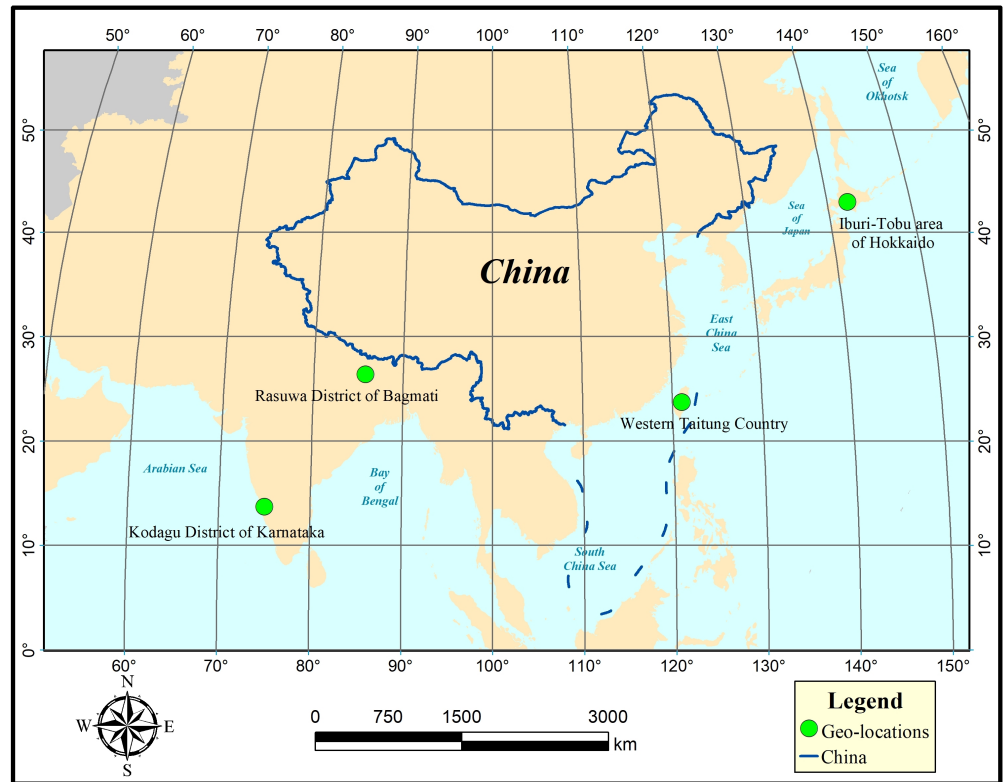 50° 60° 70° 80° 90° 100° 110° 120° 130° 140° 150° 160°
Sea
of
Okhotsk
50° 50°
Sea
of
Japan
Iburi-Tobu area
of Hokkaido
40° 40°
China
East
China
Sea
30° 30°
Rasuwa District of Bagmati
Western Taitung Country
20° 20°
Arabian Sea
Bay
of
Bengal
Kodagu District of Karnataka
10° 10°
South
China Sea
0° 0°
60° 70° 80° 90° 100° 110° 120° 130° 140° 150°
N
W E
S
0 750 1500 3000
km
Legend
Geo-locations
China